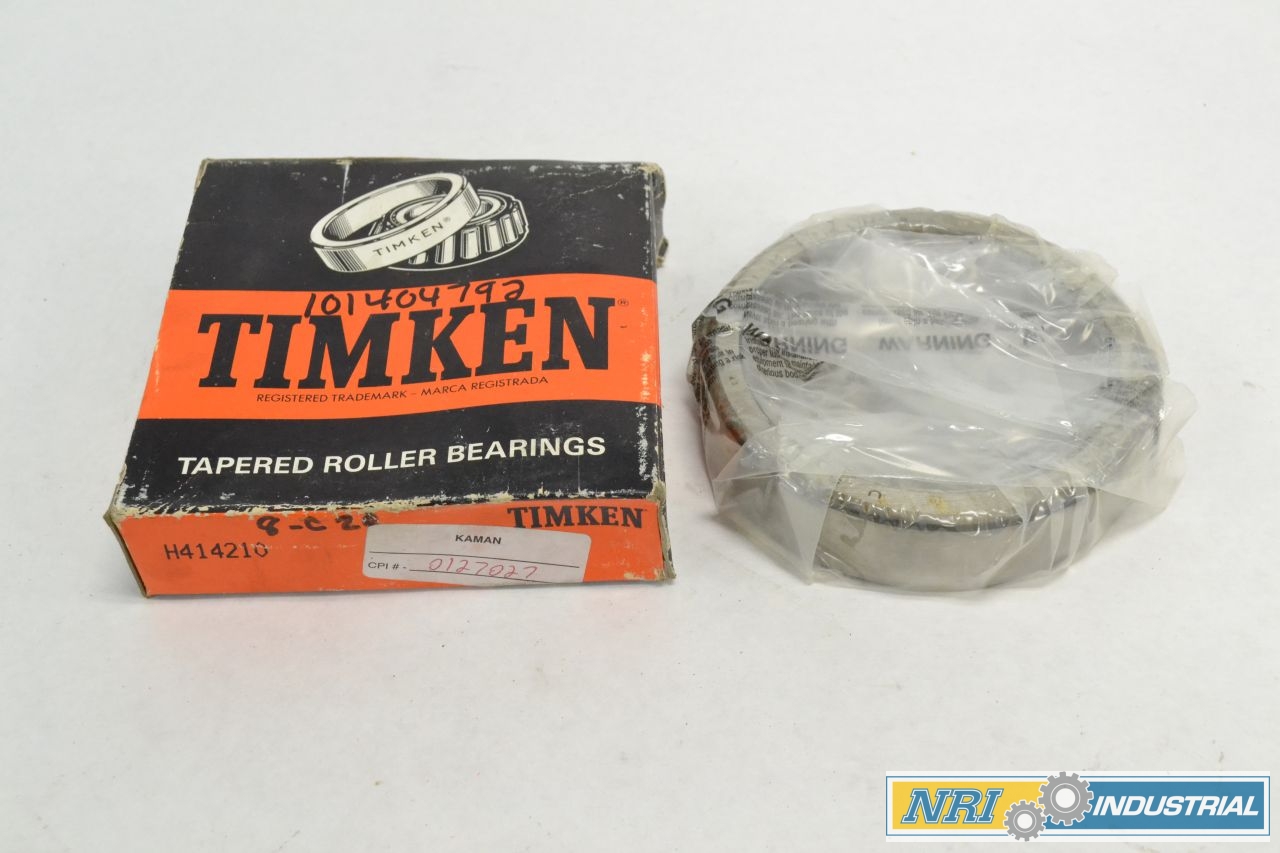 TIMKEN®
101404792
TIMKEN®
REGISTERED TRADEMARK – MARCA REGISTRADA
TAPERED ROLLER BEARINGS
TIMKEN
H414210
KAMAN
CPI # - 0127027
WARNING WARNING
NRI INDUSTRIAL